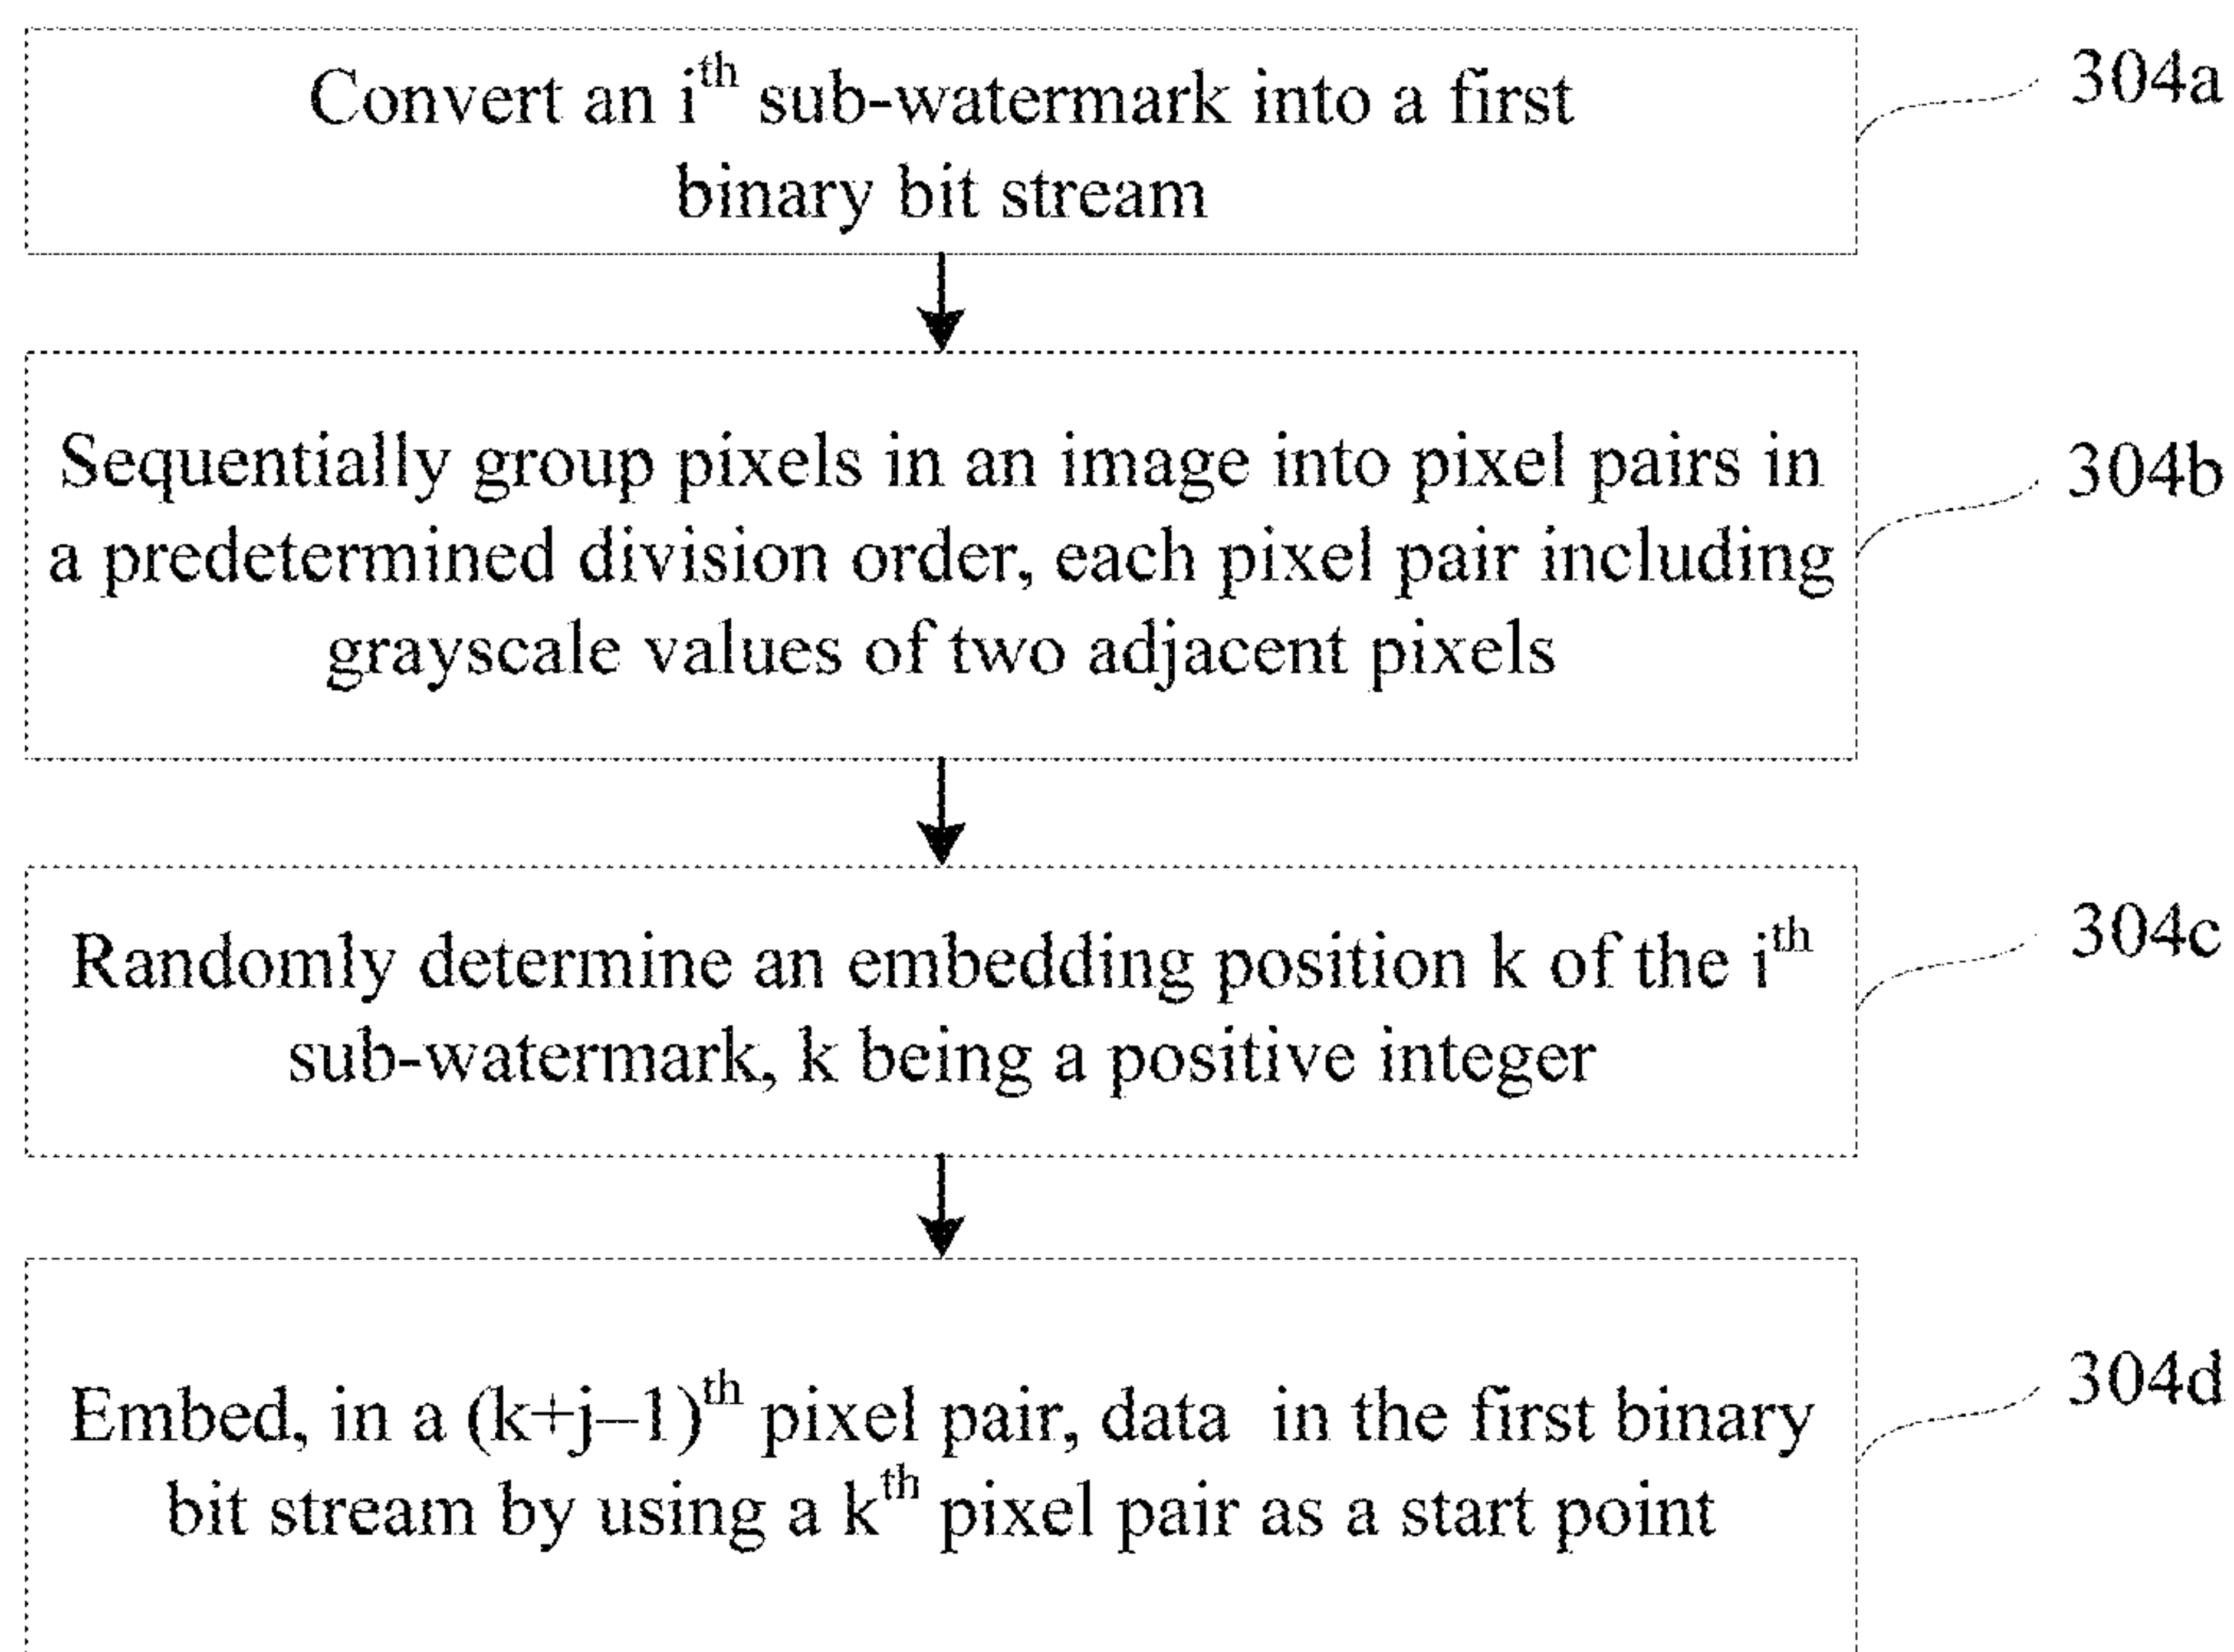 Convert an iᵗʰ sub-watermark into a first
binary bit stream
304a
Sequentially group pixels in an image into pixel pairs in
a predetermined division order, each pixel pair including
grayscale values of two adjacent pixels
304b
Randomly determine an embedding position k of the iᵗʰ
sub-watermark, k being a positive integer
304c
Embed, in a (k+j–1)ᵗʰ pixel pair, data in the first binary
bit stream by using a kᵗʰ pixel pair as a start point
304d